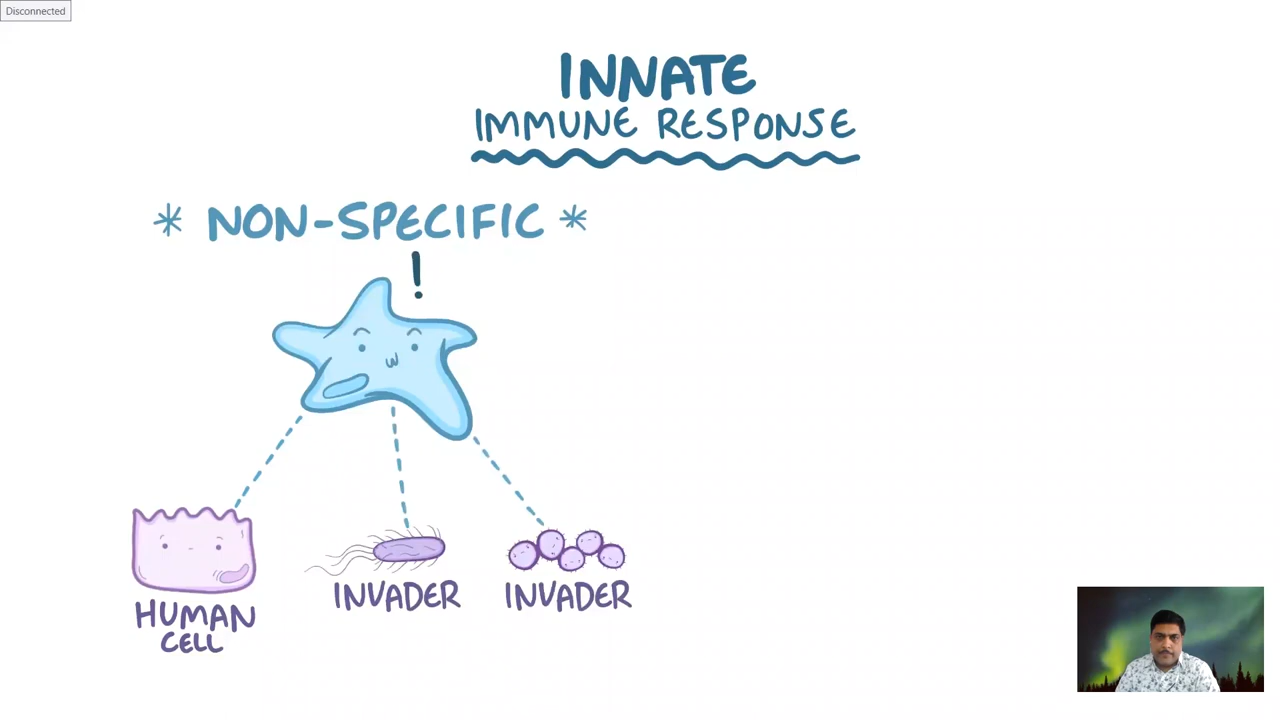 Disconnected
INNATE
IMMUNE RESPONSE
* NON-SPECIFIC *
!
HUMAN
CELL
INVADER
INVADER